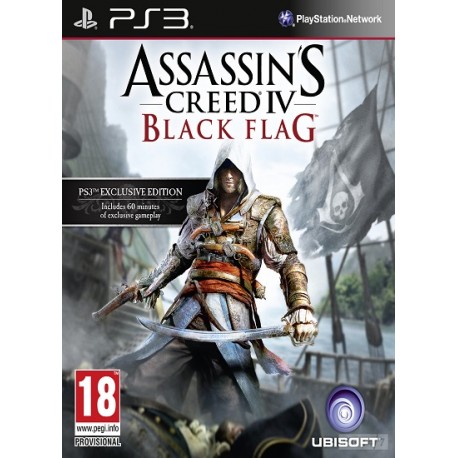 PS3
PlayStation®Network
ASSASSIN'S
CREED® IV
BLACK FLAG™
PS3™ EXCLUSIVE EDITION
Includes 60 minutes
of exclusive gameplay
18
www.pegi.info
PROVISIONAL
UBISOFT